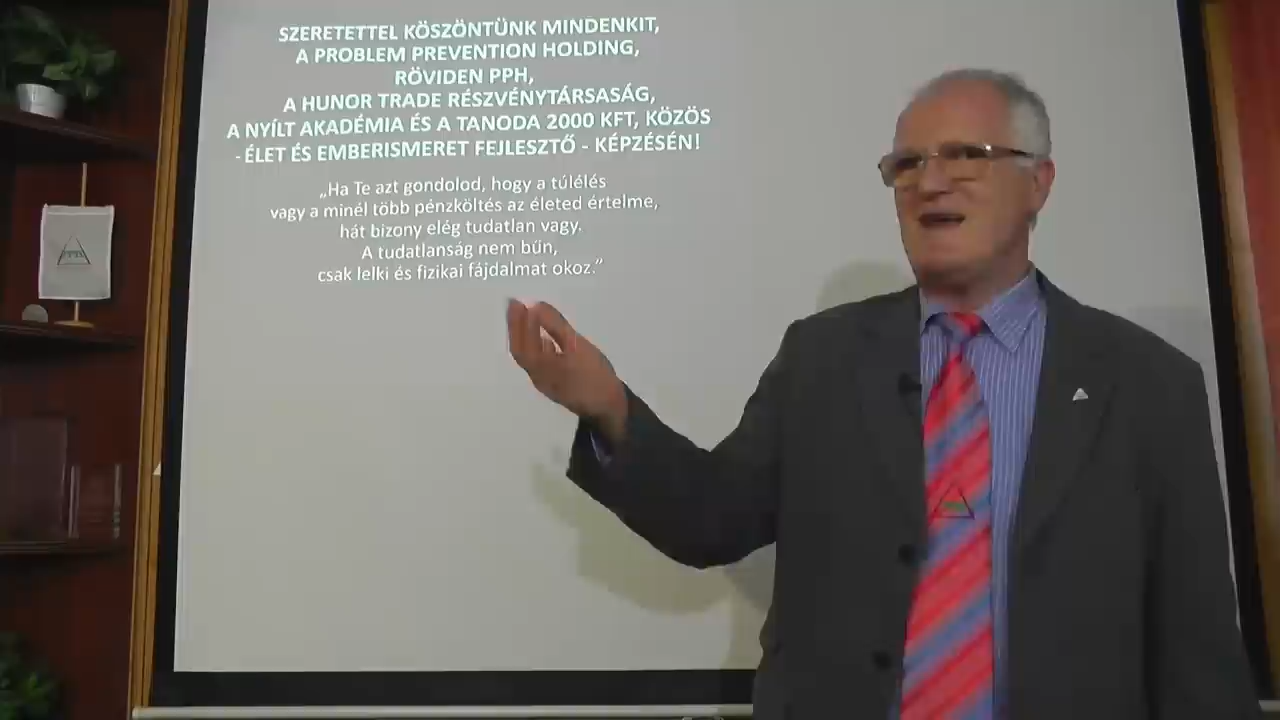 SZERETETTEL KÖSZÖNTÜNK MINDENKIT,
A PROBLEM PREVENTION HOLDING,
RÖVIDEN PPH,
A HUNOR TRADE RÉSZVÉNYTÁRSASÁG,
A NYÍLT AKADÉMIA ÉS A TANODA 2000 KFT, KÖZÖS
- ÉLET ÉS EMBERISMERET FEJLESZTŐ - KÉPZÉSÉN!
„Ha Te azt gondolod, hogy a túlélés
vagy a minél több pénzköltés az életed értelme,
hát bizony elég tudatlan vagy.
A tudatlanság nem bűn,
csak lelki és fizikai fájdalmat okoz.”